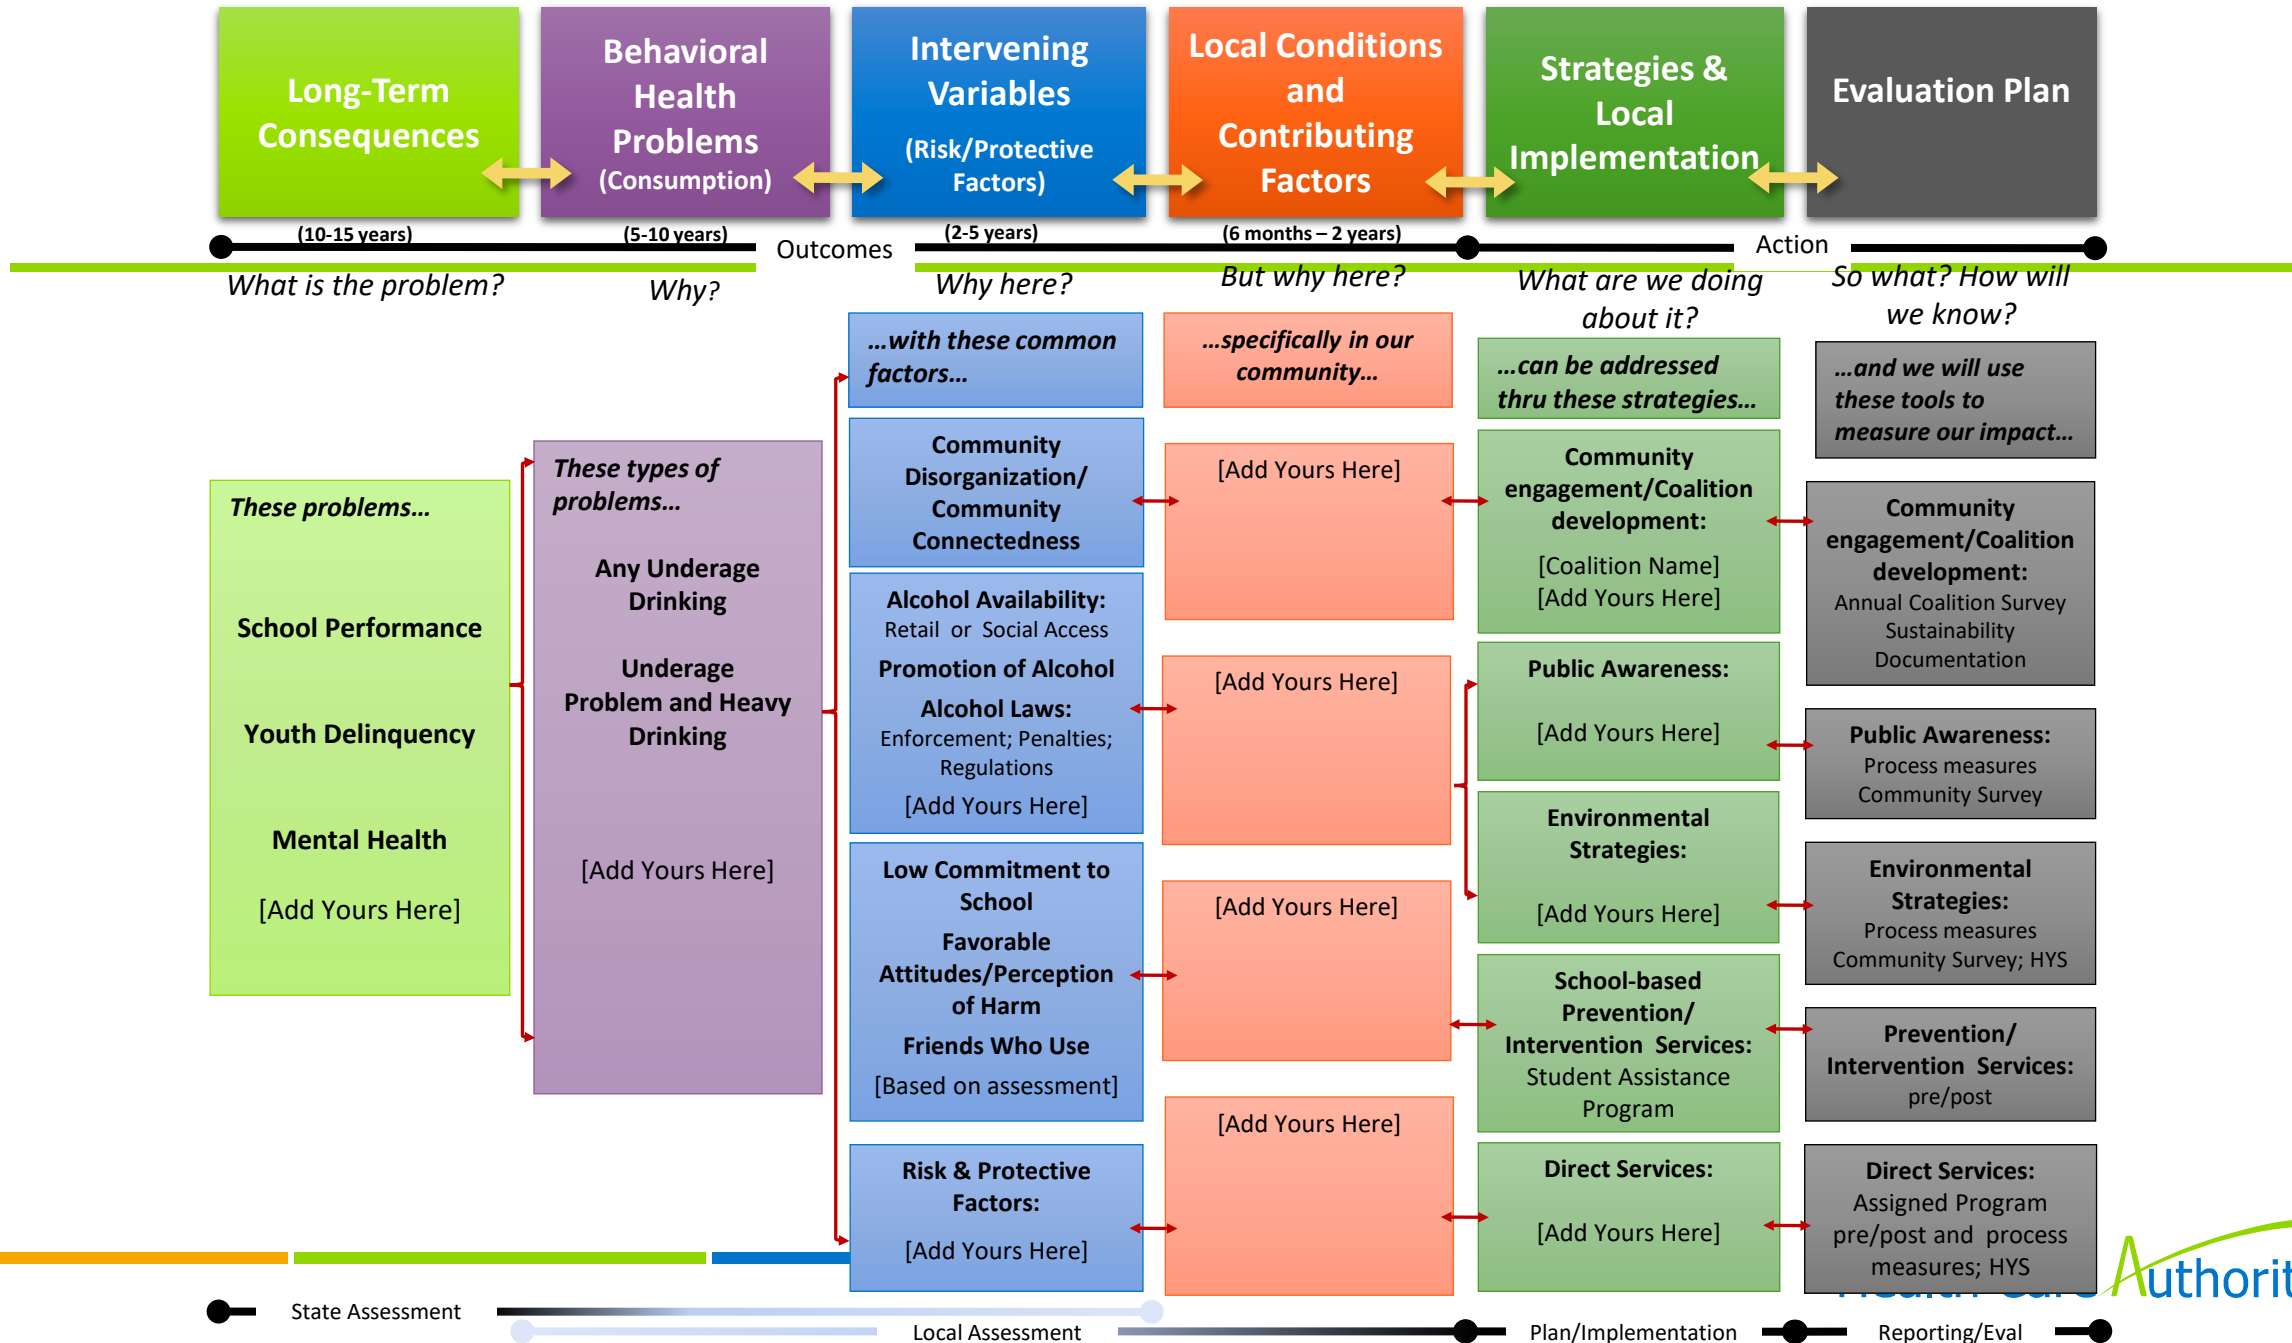 Long-Term
Consequences
Behavioral
Health
Problems
(Consumption)
Intervening
Variables
(Risk/Protective
Factors)
Local Conditions
and
Contributing
Factors
Strategies &
Local
Implementation
Evaluation Plan
(10-15 years)
(5-10 years)
Outcomes
(2-5 years)
(6 months – 2 years)
Action
What is the problem?
Why?
Why here?
But why here?
What are we doing
about it?
So what? How will
we know?
These problems...
School Performance
Youth Delinquency
Mental Health
[Add Yours Here]
These types of
problems...
Any Underage
Drinking
Underage
Problem and Heavy
Drinking
[Add Yours Here]
...with these common
factors...
Community
Disorganization/
Community
Connectedness
Alcohol Availability:
Retail or Social Access
Promotion of Alcohol
Alcohol Laws:
Enforcement; Penalties;
Regulations
[Add Yours Here]
Low Commitment to
School
Favorable
Attitudes/Perception
of Harm
Friends Who Use
[Based on assessment]
Risk & Protective
Factors:
[Add Yours Here]
...specifically in our
community...
[Add Yours Here]
[Add Yours Here]
[Add Yours Here]
[Add Yours Here]
...can be addressed
thru these strategies...
Community
engagement/Coalition
development:
[Coalition Name]
[Add Yours Here]
Public Awareness:
[Add Yours Here]
Environmental
Strategies:
[Add Yours Here]
School-based
Prevention/
Intervention Services:
Student Assistance
Program
Direct Services:
[Add Yours Here]
...and we will use
these tools to
measure our impact...
Community
engagement/Coalition
development:
Annual Coalition Survey
Sustainability
Documentation
Public Awareness:
Process measures
Community Survey
Environmental
Strategies:
Process measures
Community Survey; HYS
Prevention/
Intervention Services:
pre/post
Direct Services:
Assigned Program
pre/post and process
measures; HYS
State Assessment
Local Assessment
Plan/Implementation
Reporting/Eval